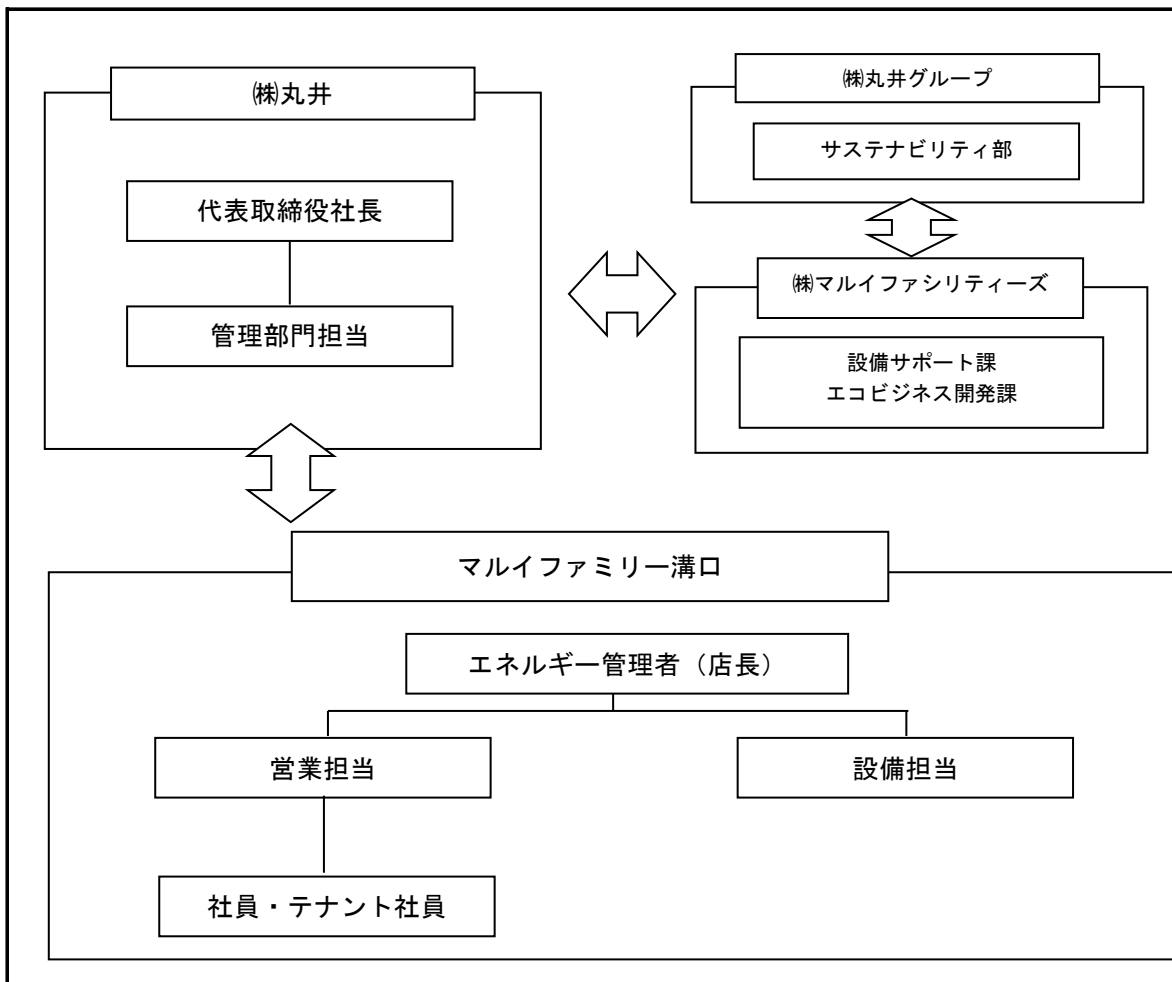 ㈱丸井
代表取締役社長
管理部門担当
㈱丸井グループ
サステナビリティ部
㈱マルイファシリティーズ
設備サポート課
エコビジネス開発課
マルイファミリー溝口
エネルギー管理者（店長）
営業担当
設備担当
社員・テナント社員